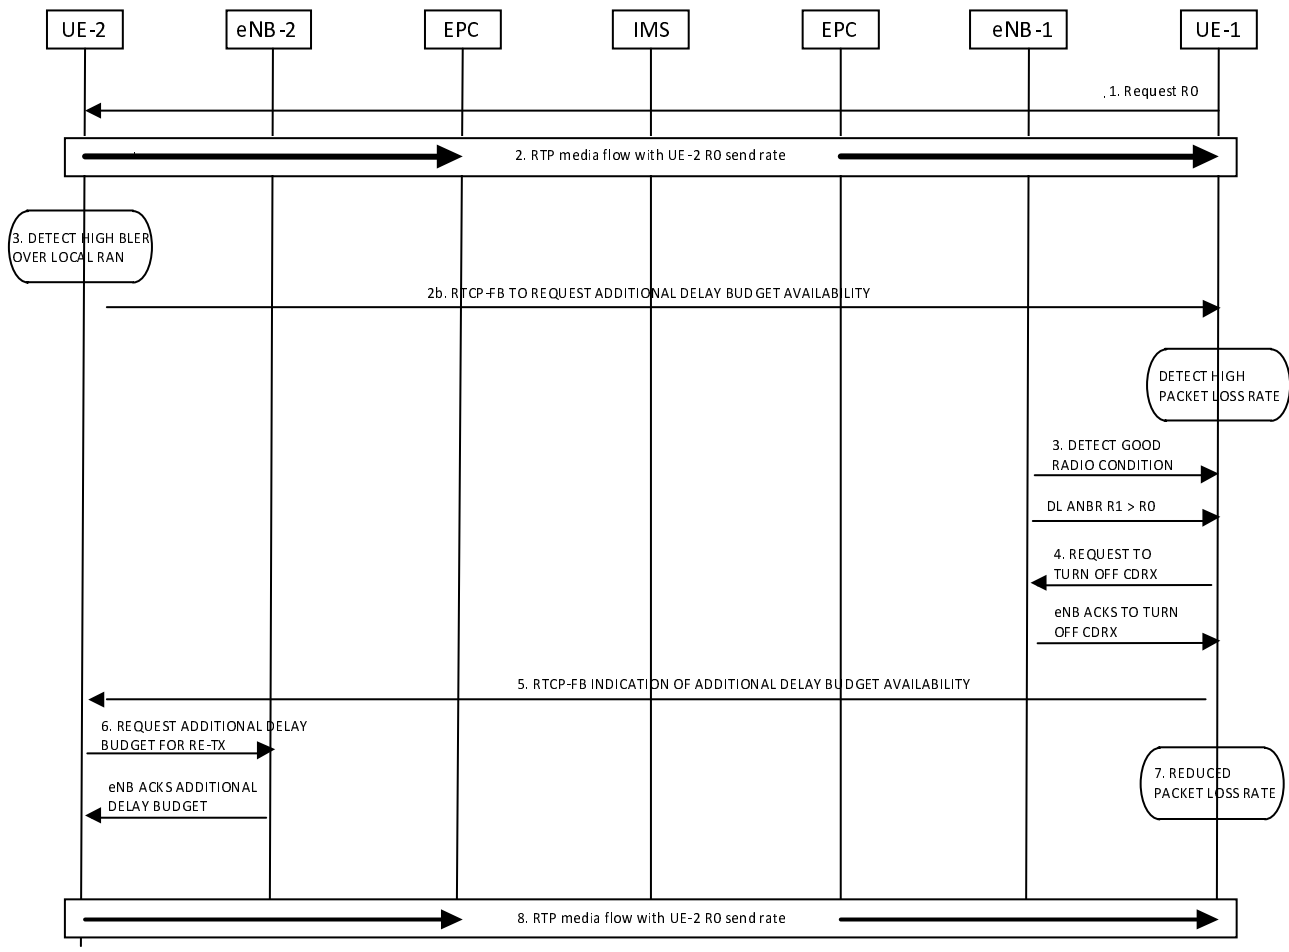 UE-2 eNB-2 EPC IMS EPC eNB-1 UE-1
1. Request R0
2. RTP media flow with UE-2 R0 send rate
3. DETECT HIGH BLER
OVER LOCAL RAN
2b. RTCP-FB TO REQUEST ADDITIONAL DELAY BUDGET AVAILABILITY
DETECT HIGH
PACKET LOSS RATE
3. DETECT GOOD
RADIO CONDITION
DL ANBR R1 > R0
4. REQUEST TO
TURN OFF CDRX
eNB ACKS TO TURN
OFF CDRX
5. RTCP-FB INDICATION OF ADDITIONAL DELAY BUDGET AVAILABILITY
6. REQUEST ADDITIONAL DELAY
BUDGET FOR RE-TX
7. REDUCED
PACKET LOSS RATE
eNB ACKS ADDITIONAL
DELAY BUDGET
8. RTP media flow with UE-2 R0 send rate